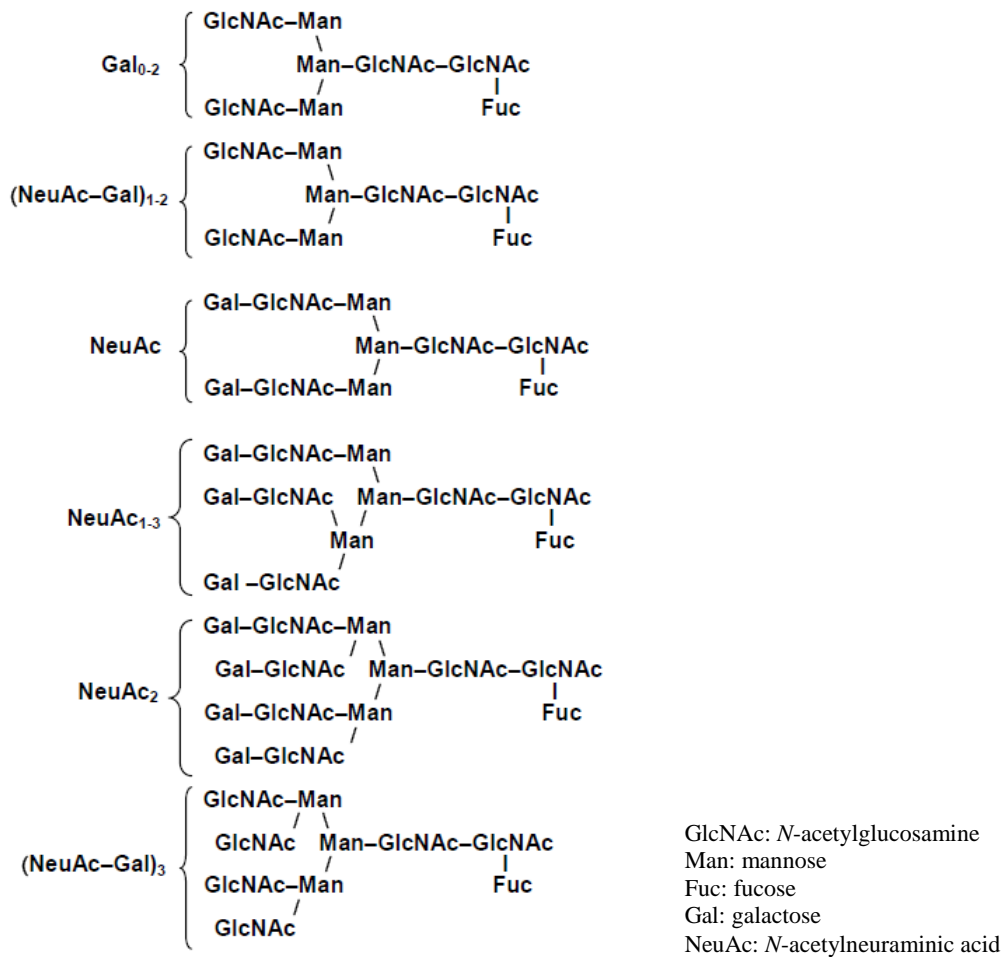 GlcNAc–Man
Gal0-2 Man–GlcNAc–GlcNAc
GlcNAc–Man Fuc
GlcNAc–Man
(NeuAc–Gal)1-2 Man–GlcNAc–GlcNAc
GlcNAc–Man Fuc
Gal–GlcNAc–Man
NeuAc Man–GlcNAc–GlcNAc
Gal–GlcNAc–Man Fuc
Gal–GlcNAc–Man
Gal–GlcNAc Man–GlcNAc–GlcNAc
NeuAc1-3
Man Fuc
Gal –GlcNAc
Gal–GlcNAc–Man
Gal–GlcNAc Man–GlcNAc–GlcNAc
NeuAc2
Gal–GlcNAc–Man Fuc
Gal–GlcNAc
GlcNAc–Man
GlcNAc Man–GlcNAc–GlcNAc
(NeuAc–Gal)3
GlcNAc–Man Fuc
GlcNAc
GlcNAc: N-acetylglucosamine
Man: mannose
Fuc: fucose
Gal: galactose
NeuAc: N-acetylneuraminic acid